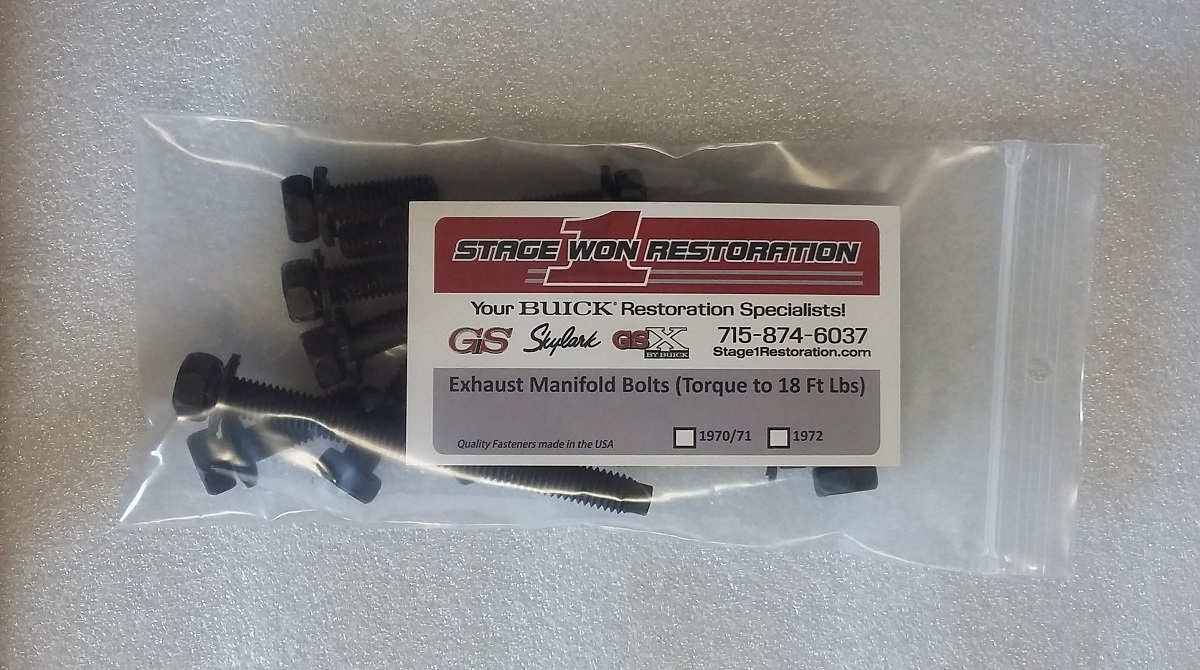 1
STAGE WON RESTORATION
Your BUICK® Restoration Specialists!
GS Skylark GSX BY BUICK 715-874-6037
Stage1Restoration.com
Exhaust Manifold Bolts (Torque to 18 Ft Lbs)
Quality Fasteners made in the USA 1970/71 1972